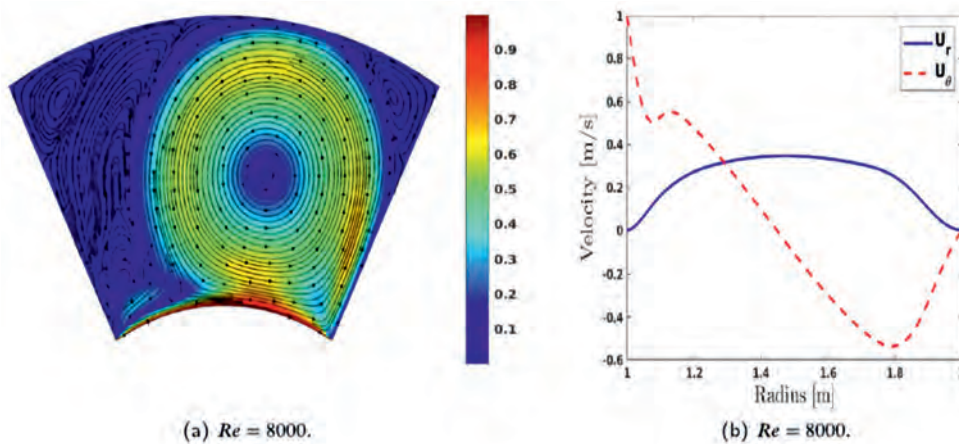 0.9
0.8
0.7
0.6
0.5
0.4
0.3
0.2
0.1
(a) Re = 8000.
Velocity [m/s]
1
0.8
0.6
0.4
0.2
0
-0.2
-0.4
-0.6
U_r
U_θ
1 1.2 1.4 1.6 1.8 2
Radius [m]
(b) Re = 8000.